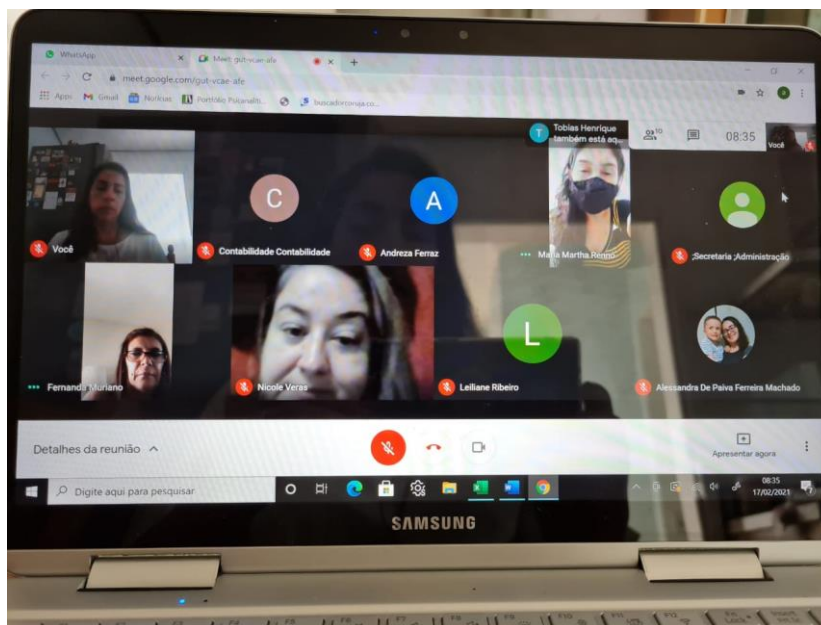 WhatsApp
Meet: gut-vcae-afe
meet.google.com/gut-vcae-afe
Apps
Gmail
Notícias
T
Tobias Henrique
também está aq...
10
08:35
Você
Você
C
Contabilidade Contabilidade
A
Andreza Ferraz
Maria Martha Renno
;Secretaria ;Administração
Fernanda Muriano
Nicole Veras
L
Leiliane Ribeiro
Alessandra De Paiva Ferreira Machado
Detalhes da reunião
Apresentar agora
Digite aqui para pesquisar
08:35
17/02/2021
SAMSUNG